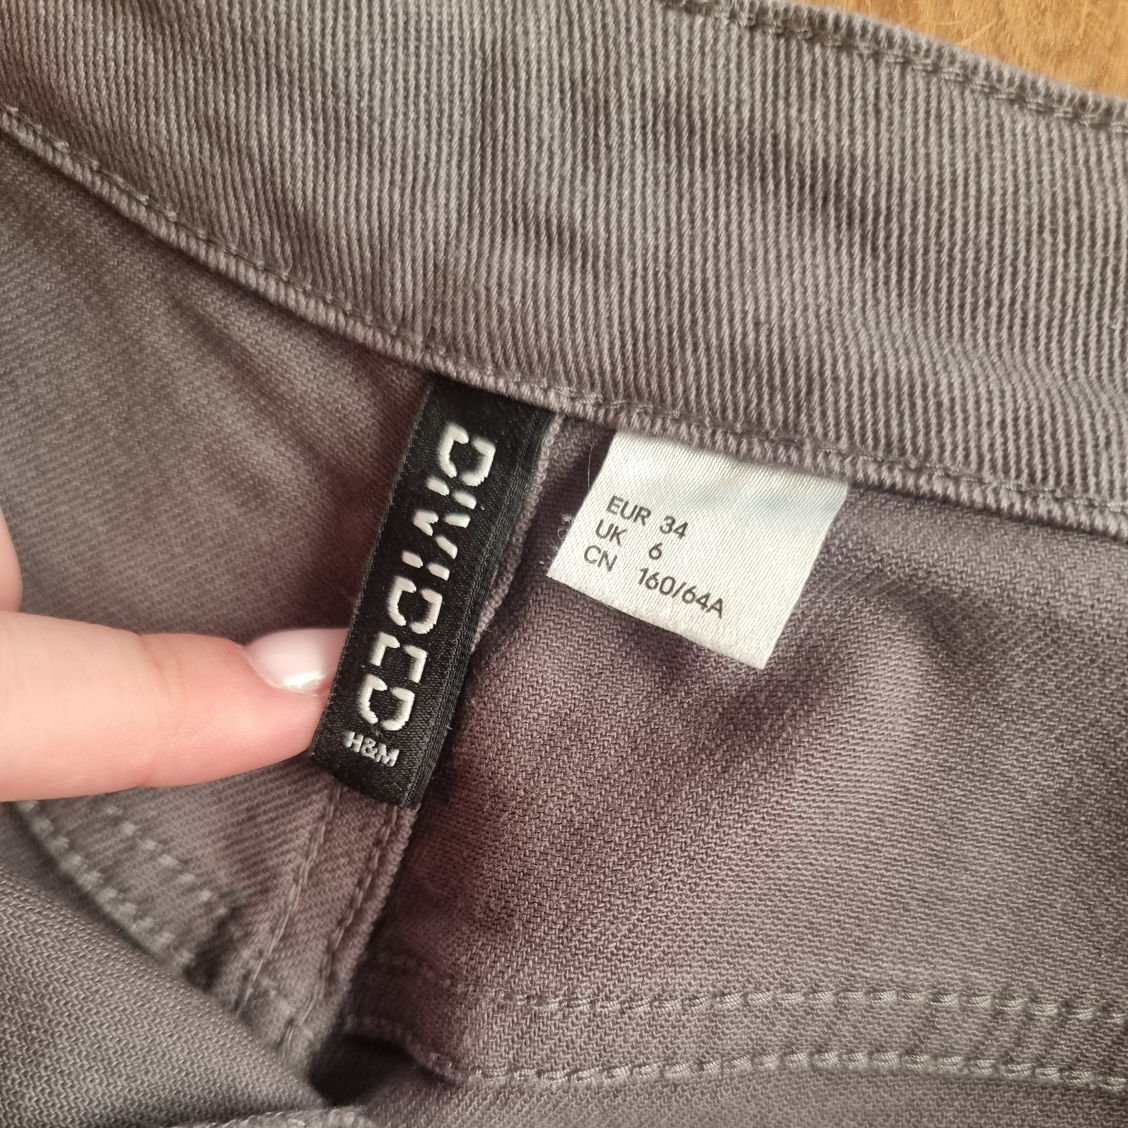 DIVIDED
H&M
EUR 34
UK 6
CN 160/64A